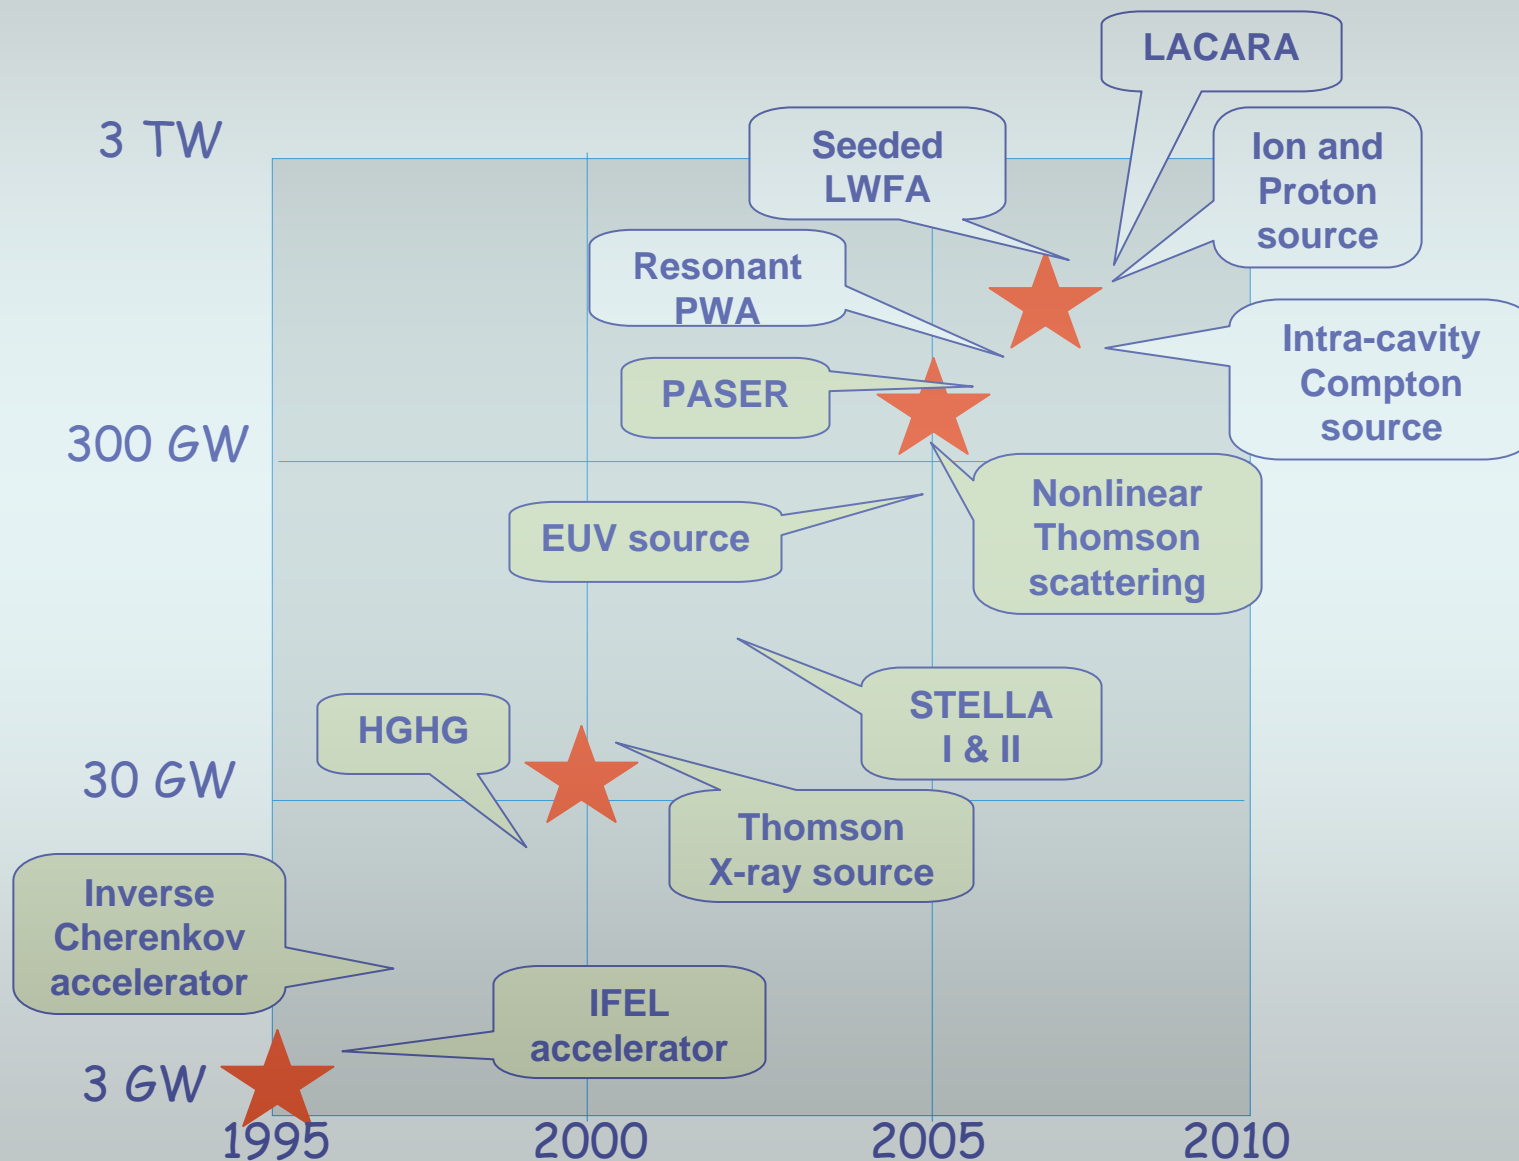 LACARA
3 TW
Seeded
LWFA
Ion and
Proton
source
Resonant
PWA
Intra-cavity
Compton
source
PASER
300 GW
Nonlinear
Thomson
scattering
EUV source
STELLA
I & II
HGHG
30 GW
Thomson
X-ray source
Inverse
Cherenkov
accelerator
IFEL
accelerator
3 GW
1995
2000
2005
2010